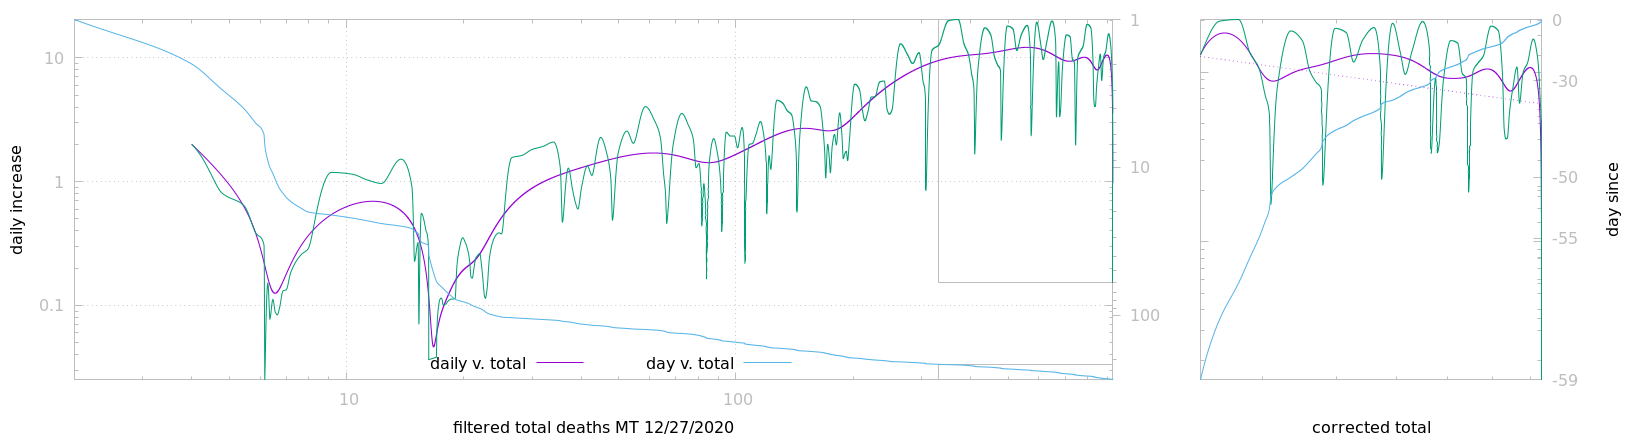 10
1
0.1
daily increase
daily v. total
day v. total
10
100
filtered total deaths MT 12/27/2020
1
10
100
0
-30
-50
-55
-59
day since
corrected total